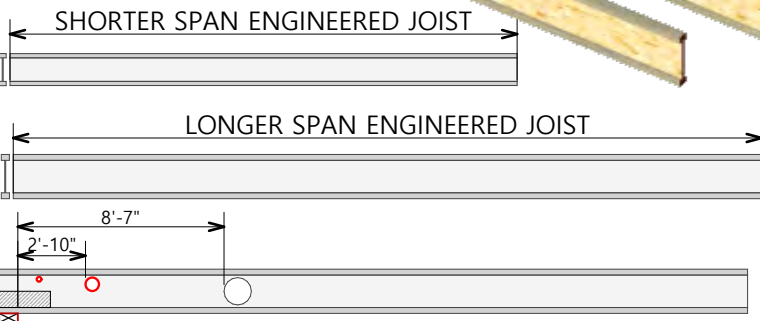 SHORTER SPAN ENGINEERED JOIST
LONGER SPAN ENGINEERED JOIST
8'-7"
2'-10"